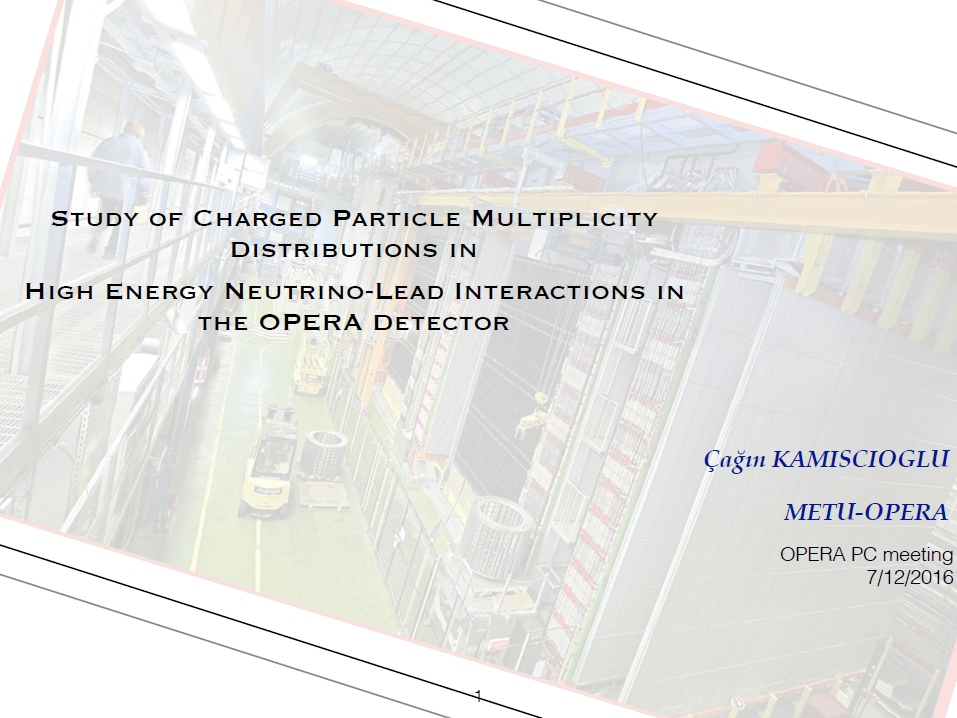 Study of Charged Particle Multiplicity
Distributions in
High Energy Neutrino-Lead Interactions in
the OPERA Detector
Çağın KAMISCIOGLU
METU-OPERA
OPERA PC meeting
7/12/2016
1